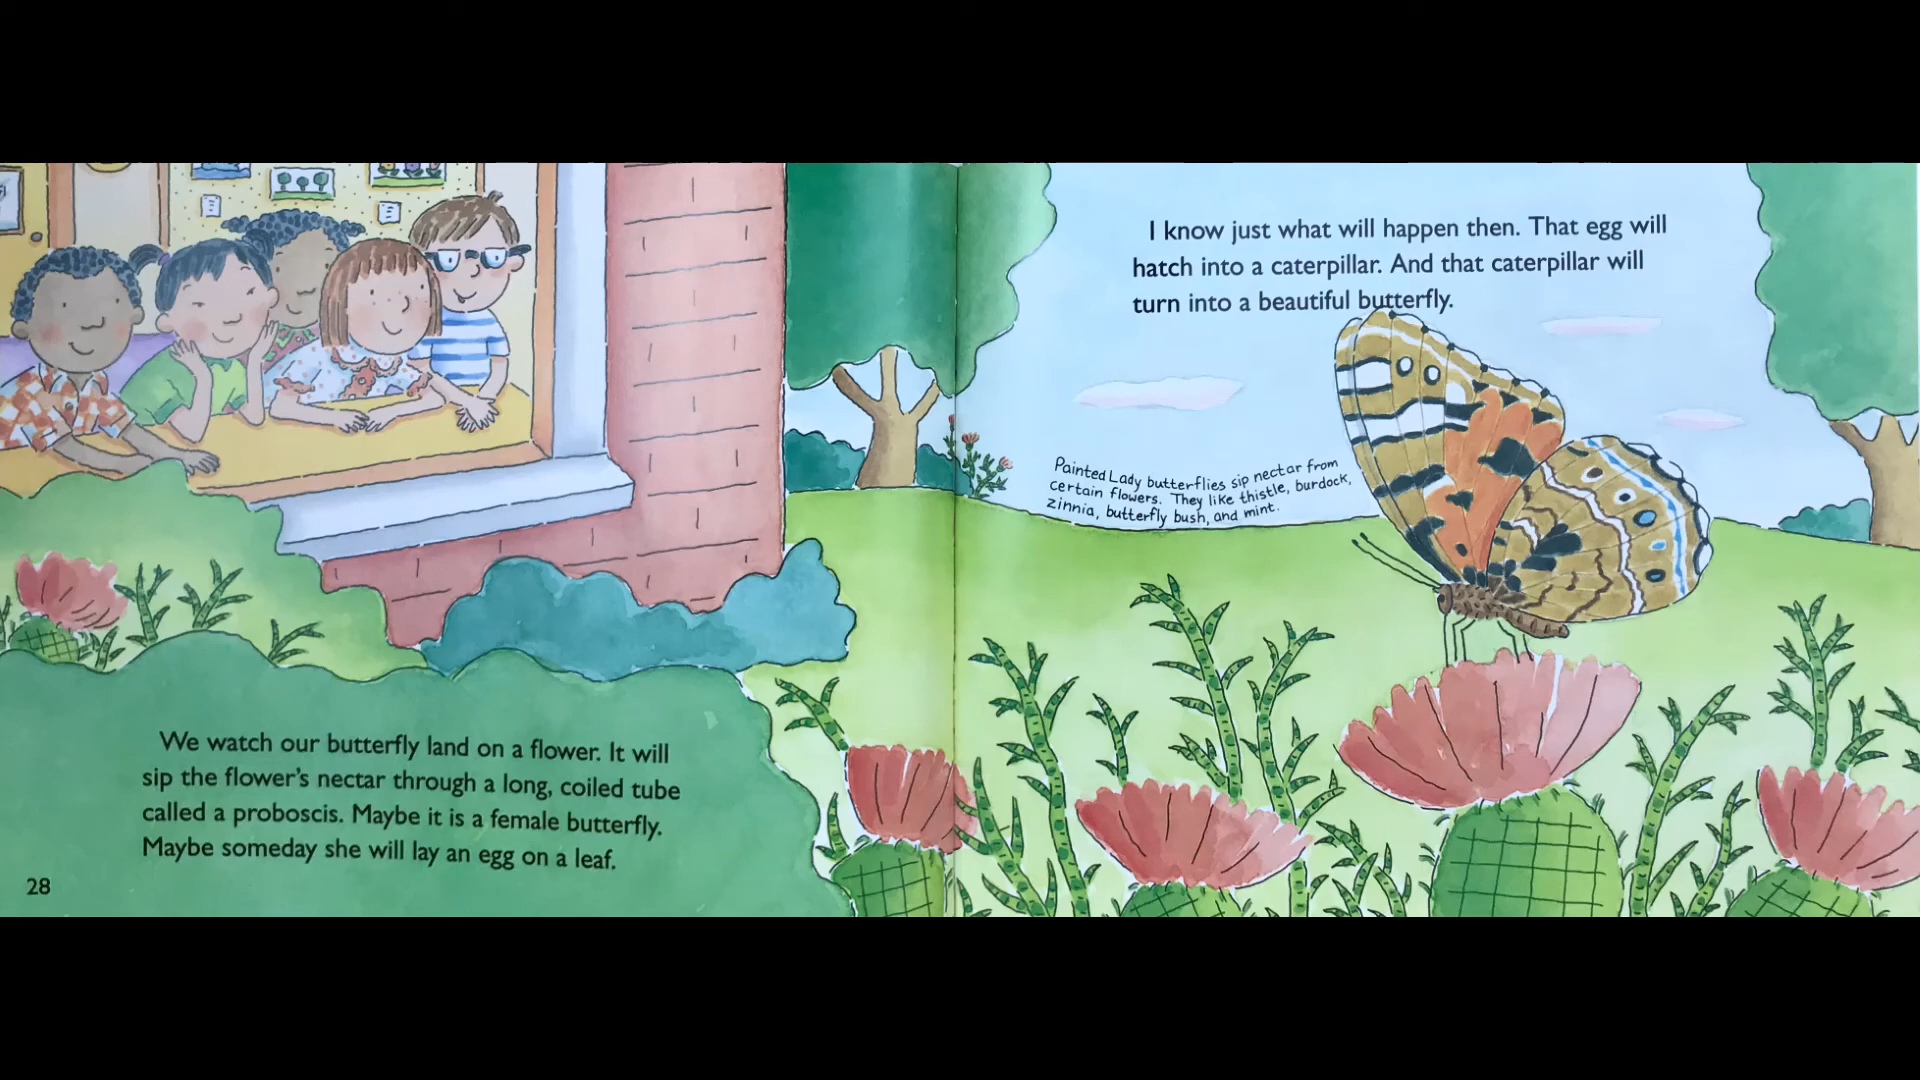 We watch our butterfly land on a flower. It will
sip the flower's nectar through a long, coiled tube
called a proboscis. Maybe it is a female butterfly.
Maybe someday she will lay an egg on a leaf.
28
I know just what will happen then. That egg will
hatch into a caterpillar. And that caterpillar will
turn into a beautiful butterfly.
Painted Lady butterflies sip nectar from
certain flowers. They like thistle, burdock,
zinnia, butterfly bush, and mint.